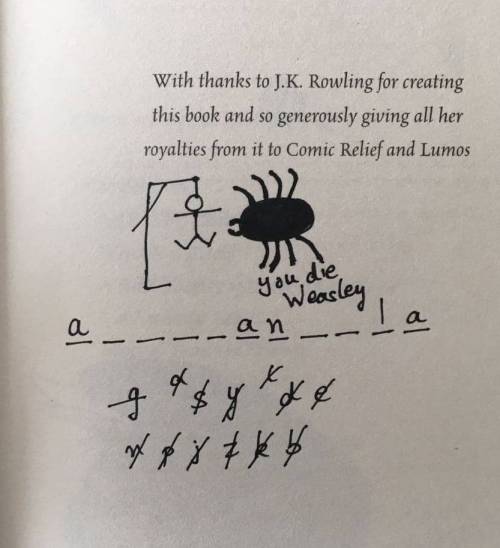 With thanks to J.K. Rowling for creating
this book and so generously giving all her
royalties from it to Comic Relief and Lumos
you die
Weasley
a _ _ _ _ a n _ _ l a
g s y d e
p j k b